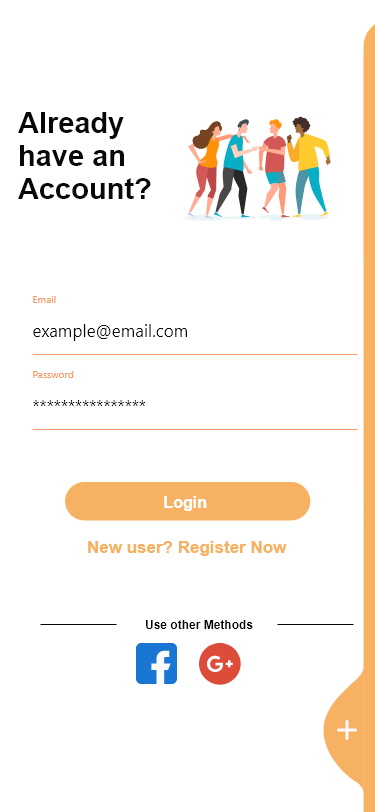 Already
have an
Account?
Email
example@email.com
Password
****************
Login
New user? Register Now
Use other Methods
G+